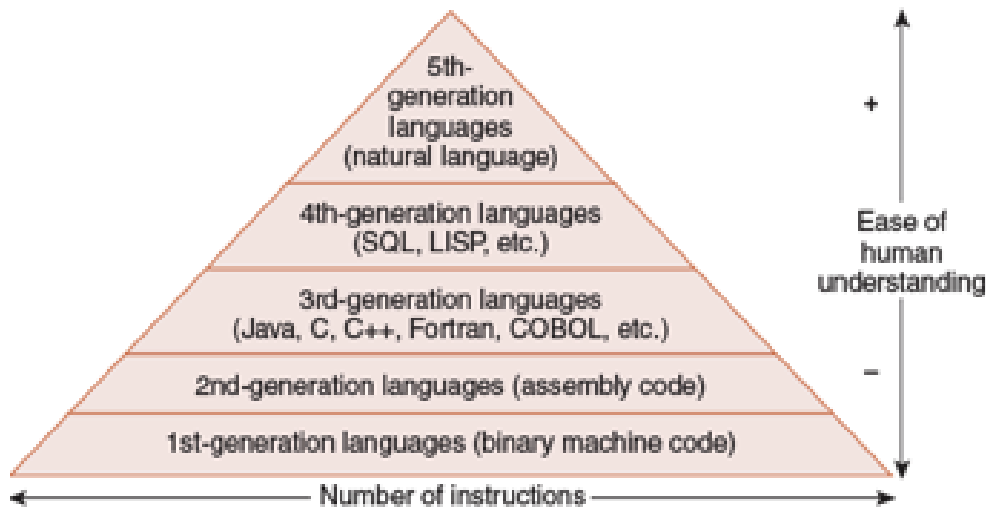 5th-
generation
languages
(natural language)
+
4th-generation languages
(SQL, LISP, etc.)
Ease of
human
understanding
3rd-generation languages
(Java, C, C++, Fortran, COBOL, etc.)
–
2nd-generation languages (assembly code)
1st-generation languages (binary machine code)
Number of instructions